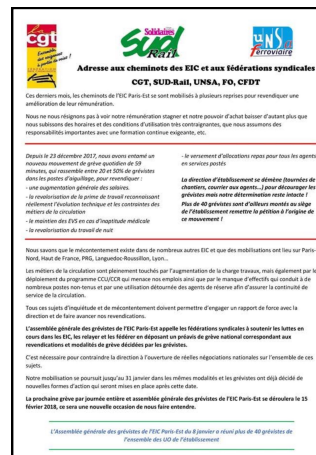 cgt
Solidaires
Sud
Rail
UNSa
Ferroviaire
Adresse aux cheminots des EIC et aux fédérations syndicales
CGT, SUD-Rail, UNSA, FO, CFDT
Ces derniers mois, les cheminots de l'EIC Paris-Est se sont mobilisés à plusieurs reprises pour revendiquer une
amélioration de leur rémunération.
Nous ne nous résignons pas à voir notre rémunération stagner et notre pouvoir d'achat baisser d'autant plus que
nous subissons des horaires et des conditions d'utilisation très contraignantes, que nous assumons des
responsabilités importantes avec une formation continue exigeante, etc.
Depuis le 23 décembre 2017, nous avons entamé un
nouveau mouvement de grève quotidien de 59
minutes, qui rassemble entre 20 et 50% de grévistes
dans les postes d'aiguillage, pour revendiquer :
- une augmentation générale des salaires.
- la revalorisation de la prime de travail reconnaissant
réellement l'évolution technique et les contraintes des
métiers de la circulation
- le maintien des EVS en cas d'inaptitude médicale
- la revalorisation du travail de nuit
- le versement d'allocations repas pour tous les agents
en services postés
La direction d'établissement se démène (tournées de
chantiers, courrier aux agents...) pour décourager les
grévistes mais notre détermination reste intacte !
Plus de 40 grévistes sont d'ailleurs montés au siège
de l'établissement remettre la pétition à l'origine de
ce mouvement !
Nous savons que le mécontentement existe dans de nombreux autres EIC et que des mobilisations ont lieu sur Paris-
Nord, Haut de France, PRG, Languedoc-Roussillon, Lyon...
Les métiers de la circulation sont pleinement touchés par l'augmentation de la charge travaux, mais également par le
déploiement du programme CCU/CCR qui menace nos emplois ainsi que par le manque d'effectifs qui conduit à de
nombreux postes non-tenus et par une utilisation détournée des agents de réserve afin d'assurer la continuité de
service de la circulation.
Tous ces sujets d'inquiétude et de mécontentement doivent permettre d'engager un rapport de force avec la
direction et de faire avancer nos revendications.
L'assemblée générale des grévistes de l'EIC Paris-Est appelle les fédérations syndicales à soutenir les luttes en
cours dans les EIC, les relayer et les fédérer en déposant un préavis de grève national correspondant aux
revendications et modalités de grève décidées par les grévistes.
C'est nécessaire pour contraindre la direction à l'ouverture de réelles négociations nationales sur l'ensemble de ces
sujets.
Notre mobilisation se poursuit jusqu'au 31 janvier dans les mêmes modalités et les grévistes ont déjà décidé de
nouvelles formes d'action qui seront mises en place après cette date.
La prochaine grève par journée entière et assemblée générale des grévistes de l'EIC Paris-Est se déroulera le 15
février 2018, ce sera une nouvelle occasion de nous faire entendre.
L'Assemblée générale des grévistes de l'EIC Paris-Est du 8 janvier a réuni plus de 40 grévistes de
l'ensemble des UO de l'établissement